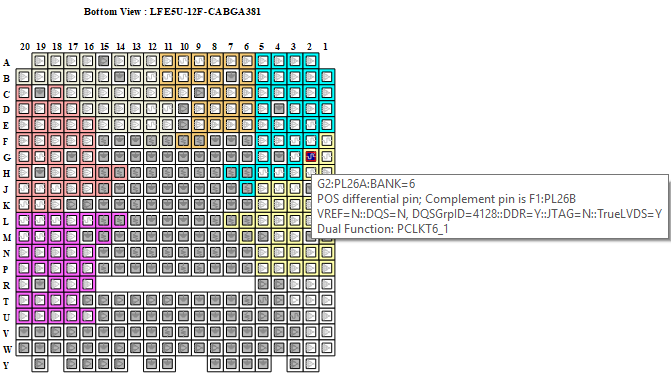 Bottom View : LFE5U-12F-CABGA381
20 19 18 17 16 15 14 13 12 11 10 9 8 7 6 5 4 3 2 1
A
B
C
D
E
F
G
H
J
K
L
M
N
P
R
T
U
V
W
Y
G2:PL26A:BANK=6
POS differential pin; Complement pin is F1:PL26B
VREF=N::DQS=N, DQSGrpID=4128::DDR=Y::JTAG=N::TrueLVDS=Y
Dual Function: PCLKT6_1